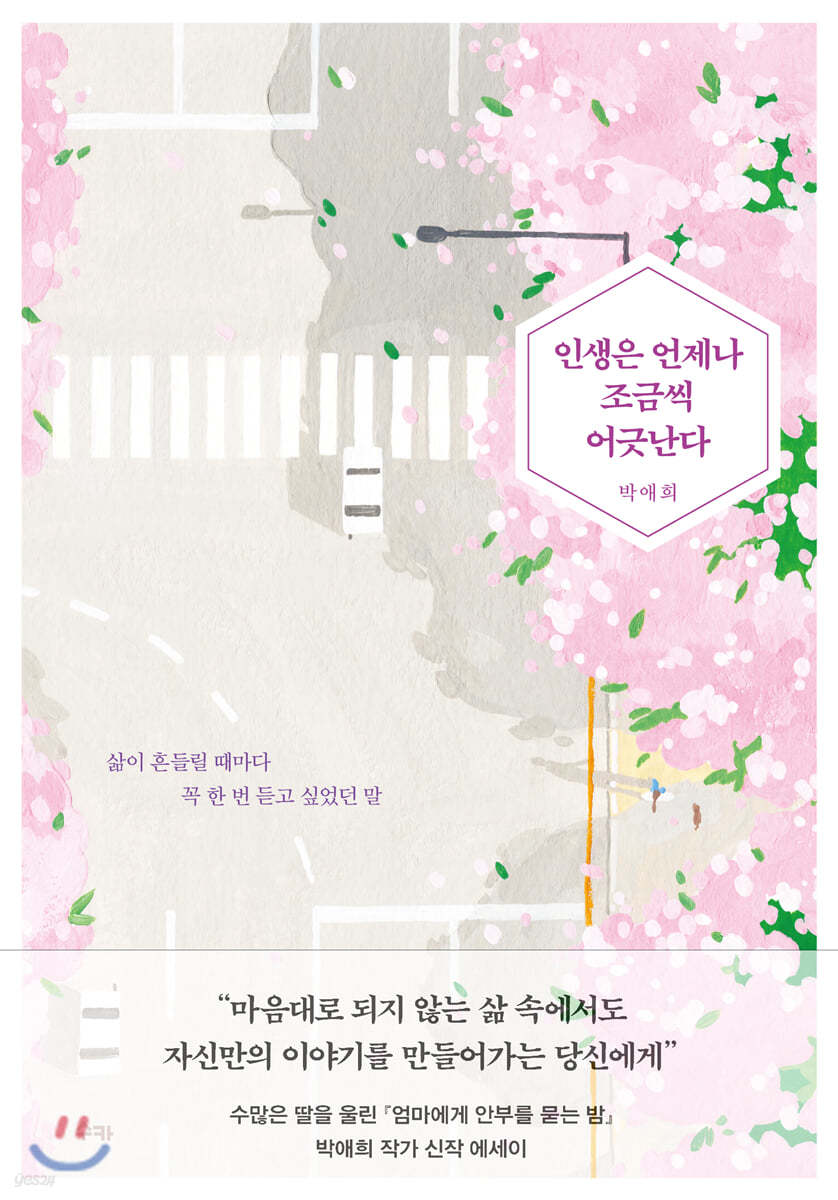 인생은 언제나
조금씩
어긋난다
박애희
삶이 흔들릴 때마다
꼭 한 번 듣고 싶었던 말
“마음대로 되지 않는 삶 속에서도
자신만의 이야기를 만들어가는 당신에게”
수많은 딸을 울린 『엄마에게 안부를 묻는 밤』
박애희 작가 신작 에세이
수카
yes24